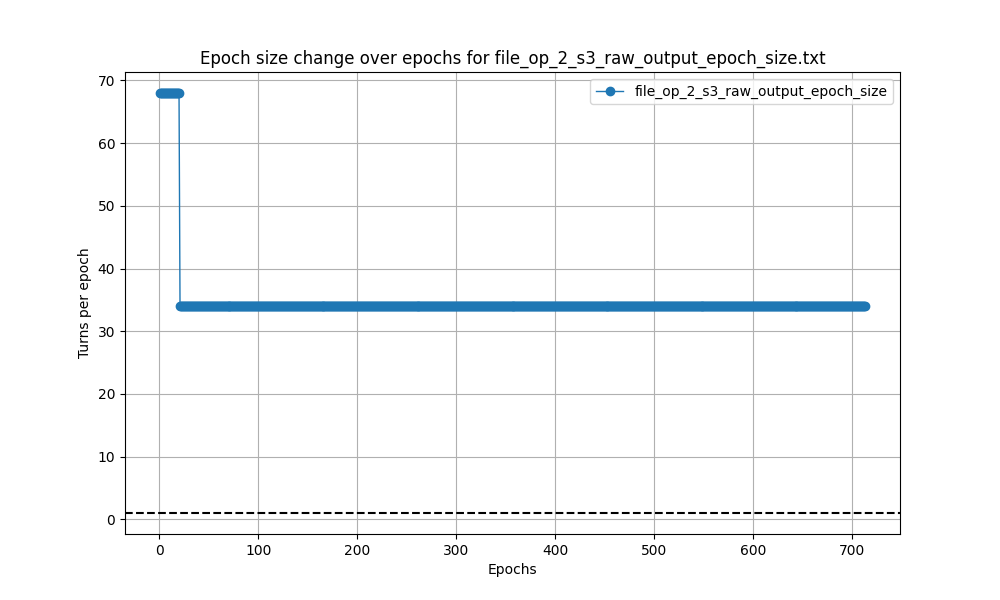 Epoch size change over epochs for file_op_2_s3_raw_output_epoch_size.txt
file_op_2_s3_raw_output_epoch_size
Turns per epoch
70
60
50
40
30
20
10
0
0 100 200 300 400 500 600 700
Epochs